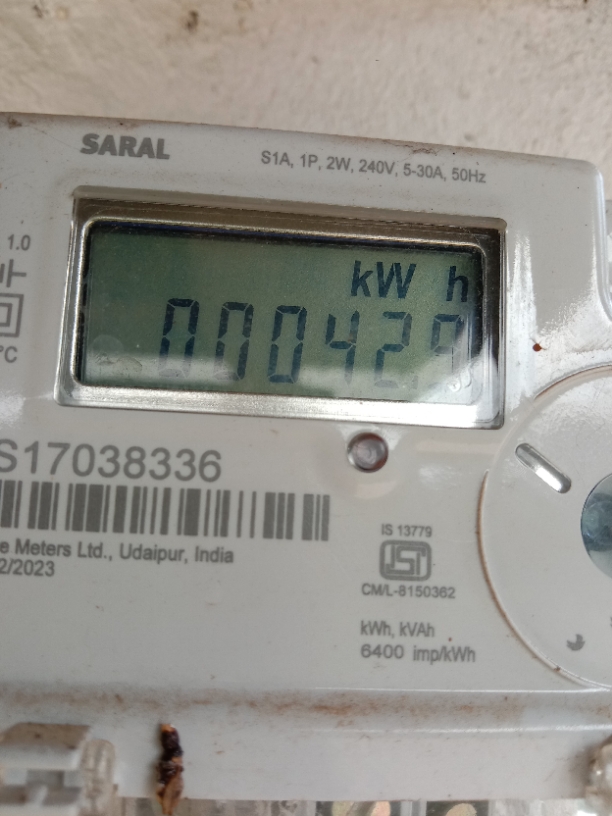 SARAL
S1A, 1P, 2W, 240V, 5-30A, 50Hz
1.0
kW h
°C
S17038336
IS 13779
e Meters Ltd., Udaipur, India
2/2023
CM/L-8150362
kWh, kVAh
6400 imp/kWh